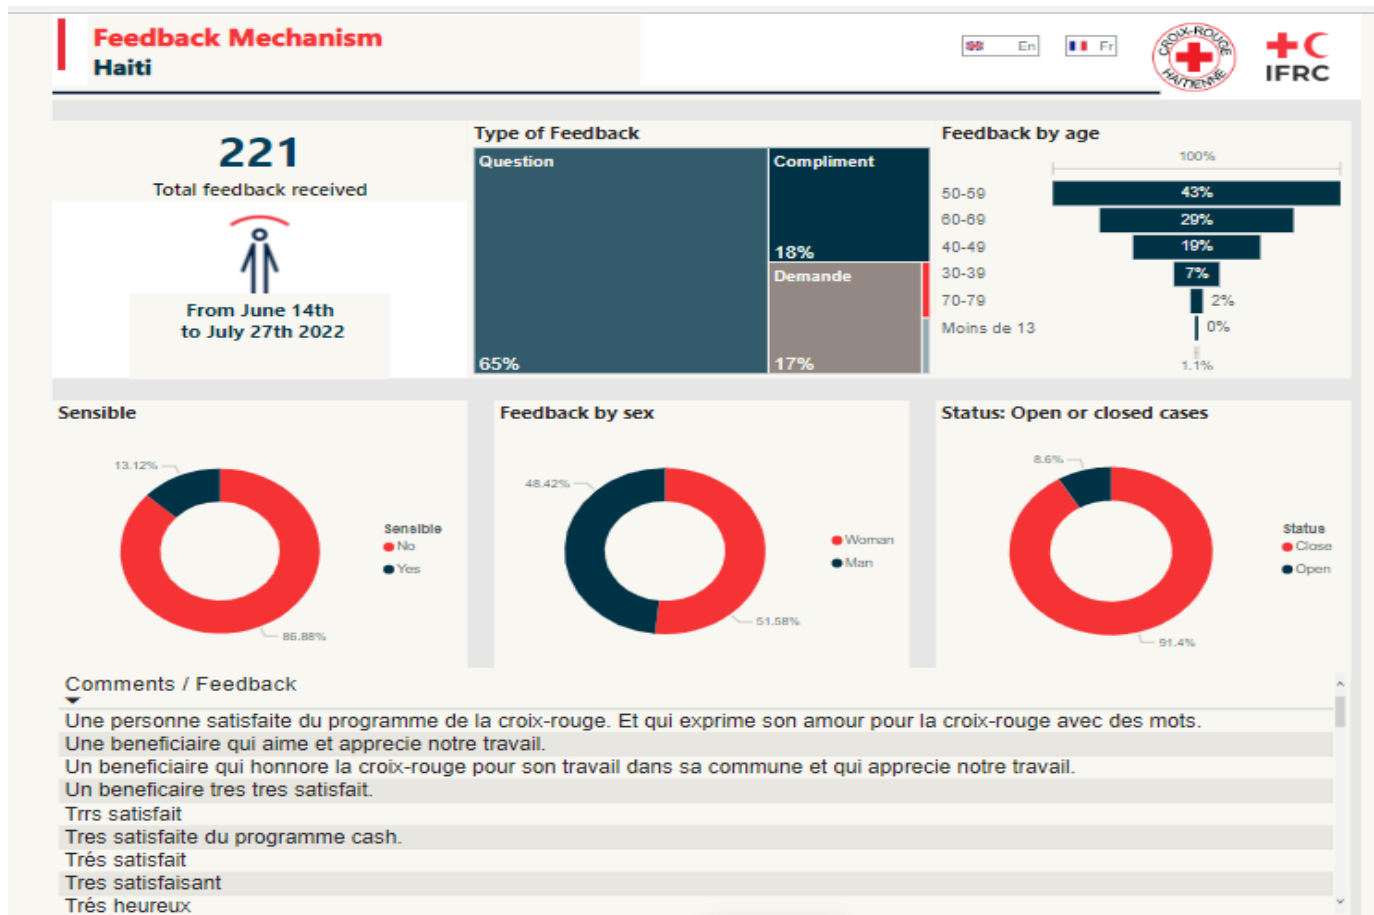 Feedback Mechanism
Haiti
En
Fr
CROIX-ROUGE HAITIENNE
IFRC
221
Total feedback received
From June 14th
to July 27th 2022
Type of Feedback
Question
65%
Compliment
18%
Demande
17%
Feedback by age
100%
50-59 43%
60-69 29%
40-49 19%
30-39 7%
70-79 2%
Moins de 13 0%
1.1%
Sensible
13.12%
86.88%
Sensible
No
Yes
Feedback by sex
48.42%
51.58%
Woman
Man
Status: Open or closed cases
8.6%
91.4%
Status
Close
Open
Comments / Feedback
Une personne satisfaite du programme de la croix-rouge. Et qui exprime son amour pour la croix-rouge avec des mots.
Une beneficiaire qui aime et apprecie notre travail.
Un beneficiaire qui honnore la croix-rouge pour son travail dans sa commune et qui apprecie notre travail.
Un beneficaire tres tres satisfait.
Trrs satisfait
Tres satisfaite du programme cash.
Trés satisfait
Tres satisfaisant
Trés heureux